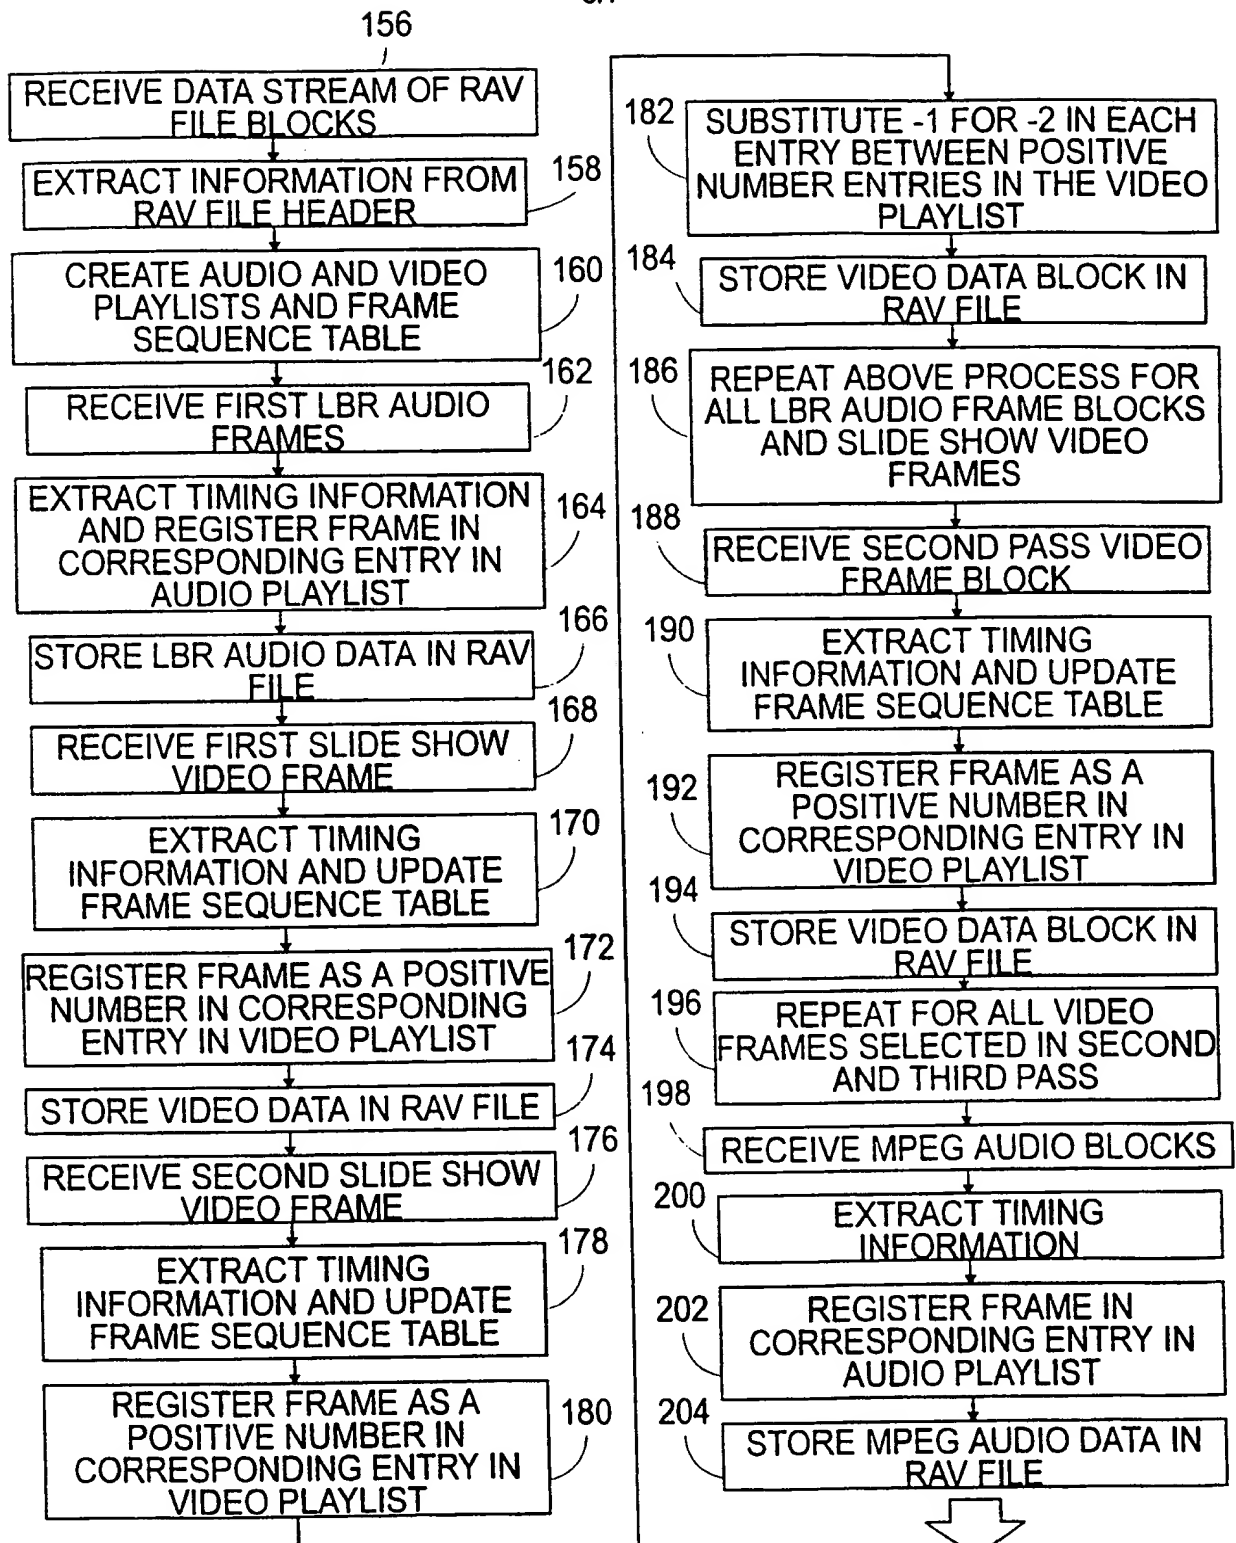 156
RECEIVE DATA STREAM OF RAV
FILE BLOCKS
EXTRACT INFORMATION FROM
RAV FILE HEADER
158
CREATE AUDIO AND VIDEO
PLAYLISTS AND FRAME
SEQUENCE TABLE
160
RECEIVE FIRST LBR AUDIO
FRAMES
162
EXTRACT TIMING INFORMATION
AND REGISTER FRAME IN
CORRESPONDING ENTRY IN
AUDIO PLAYLIST
164
STORE LBR AUDIO DATA IN RAV
FILE
166
RECEIVE FIRST SLIDE SHOW
VIDEO FRAME
168
EXTRACT TIMING
INFORMATION AND UPDATE
FRAME SEQUENCE TABLE
170
REGISTER FRAME AS A POSITIVE
NUMBER IN CORRESPONDING
ENTRY IN VIDEO PLAYLIST
172
STORE VIDEO DATA IN RAV FILE
174
RECEIVE SECOND SLIDE SHOW
VIDEO FRAME
176
EXTRACT TIMING
INFORMATION AND UPDATE
FRAME SEQUENCE TABLE
178
REGISTER FRAME AS A
POSITIVE NUMBER IN
CORRESPONDING ENTRY IN
VIDEO PLAYLIST
180
182
SUBSTITUTE -1 FOR -2 IN EACH
ENTRY BETWEEN POSITIVE
NUMBER ENTRIES IN THE VIDEO
PLAYLIST
184
STORE VIDEO DATA BLOCK IN
RAV FILE
186
REPEAT ABOVE PROCESS FOR
ALL LBR AUDIO FRAME BLOCKS
AND SLIDE SHOW VIDEO
FRAMES
188
RECEIVE SECOND PASS VIDEO
FRAME BLOCK
190
EXTRACT TIMING
INFORMATION AND UPDATE
FRAME SEQUENCE TABLE
192
REGISTER FRAME AS A
POSITIVE NUMBER IN
CORRESPONDING ENTRY IN
VIDEO PLAYLIST
194
STORE VIDEO DATA BLOCK IN
RAV FILE
196
REPEAT FOR ALL VIDEO
FRAMES SELECTED IN SECOND
AND THIRD PASS
198
RECEIVE MPEG AUDIO BLOCKS
200
EXTRACT TIMING
INFORMATION
202
REGISTER FRAME IN
CORRESPONDING ENTRY IN
AUDIO PLAYLIST
204
STORE MPEG AUDIO DATA IN
RAV FILE